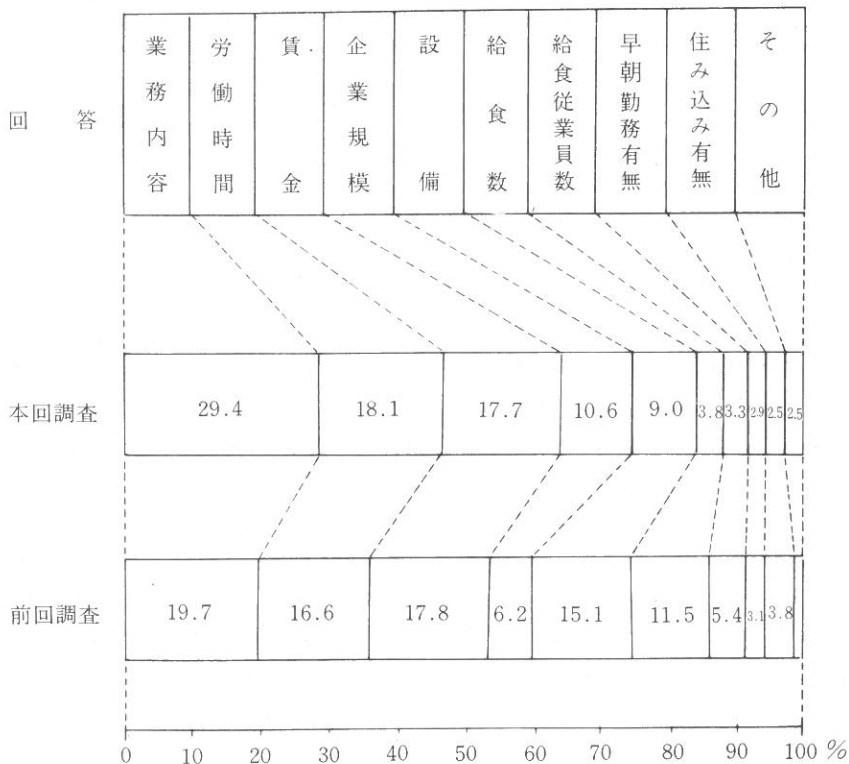 回答
業務内容
労働時間
賃金
企業規模
設備
給食数
給食従業員数
早朝勤務有無
住み込み有無
その他
本回調査
29.4
18.1
17.7
10.6
9.0
3.8
3.3
2.9
2.5
2.5
前回調査
19.7
16.6
17.8
6.2
15.1
11.5
5.4
3.1
3.8
0 10 20 30 40 50 60 70 80 90 100 %